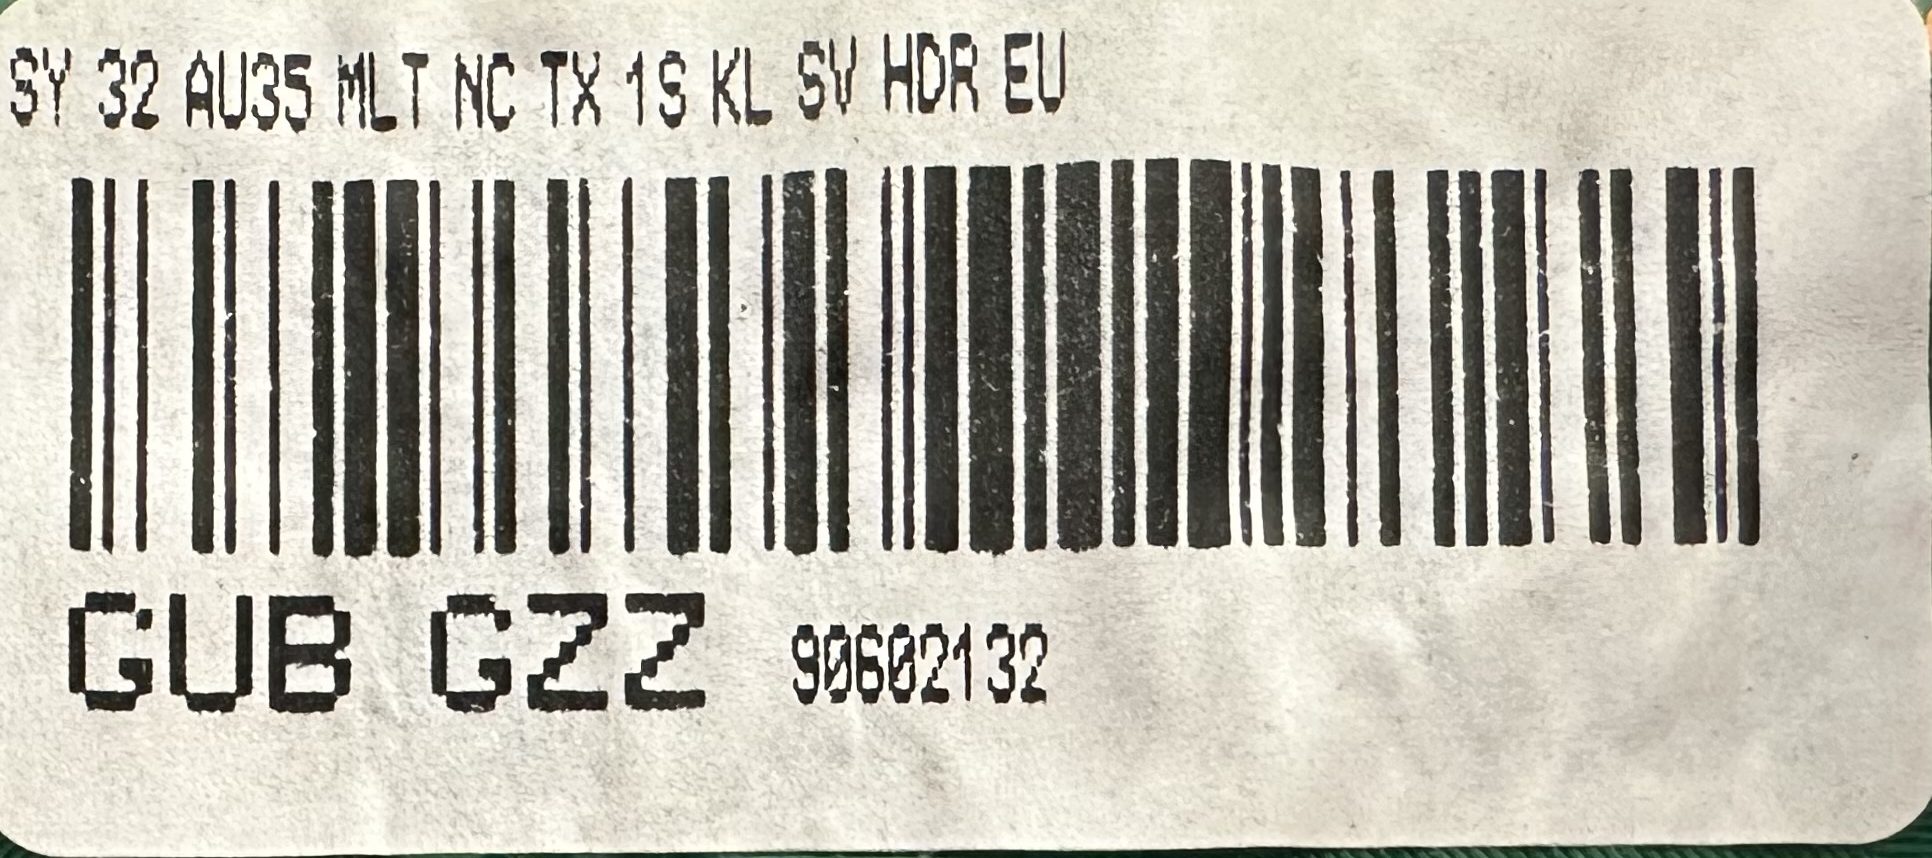 SY 32 AU35 MLT NC TX 1S KL SV HDR EU
GUB GZZ 90602132